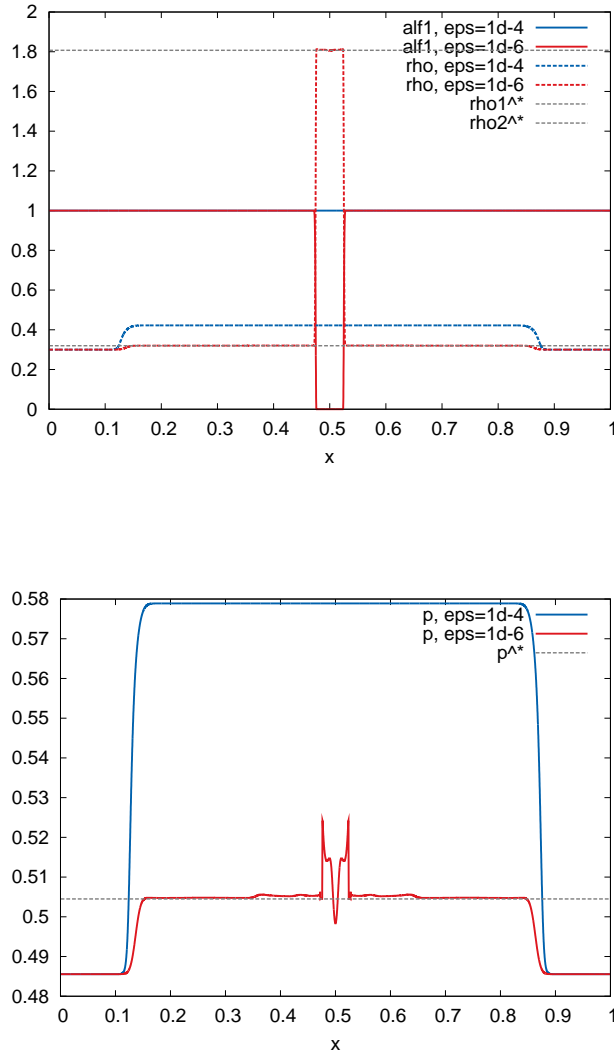 2
alf1, eps=1d-4
1.8
alf1, eps=1d-6
rho, eps=1d-4
1.6
rho, eps=1d-6
rho1^*
1.4
rho2^*
1.2
1
0.8
0.6
0.4
0.2
0
0 0.1 0.2 0.3 0.4 0.5 0.6 0.7 0.8 0.9 1
x
0.58
p, eps=1d-4
0.57
p, eps=1d-6
p^*
0.56
0.55
0.54
0.53
0.52
0.51
0.5
0.49
0.48
0 0.1 0.2 0.3 0.4 0.5 0.6 0.7 0.8 0.9 1
x